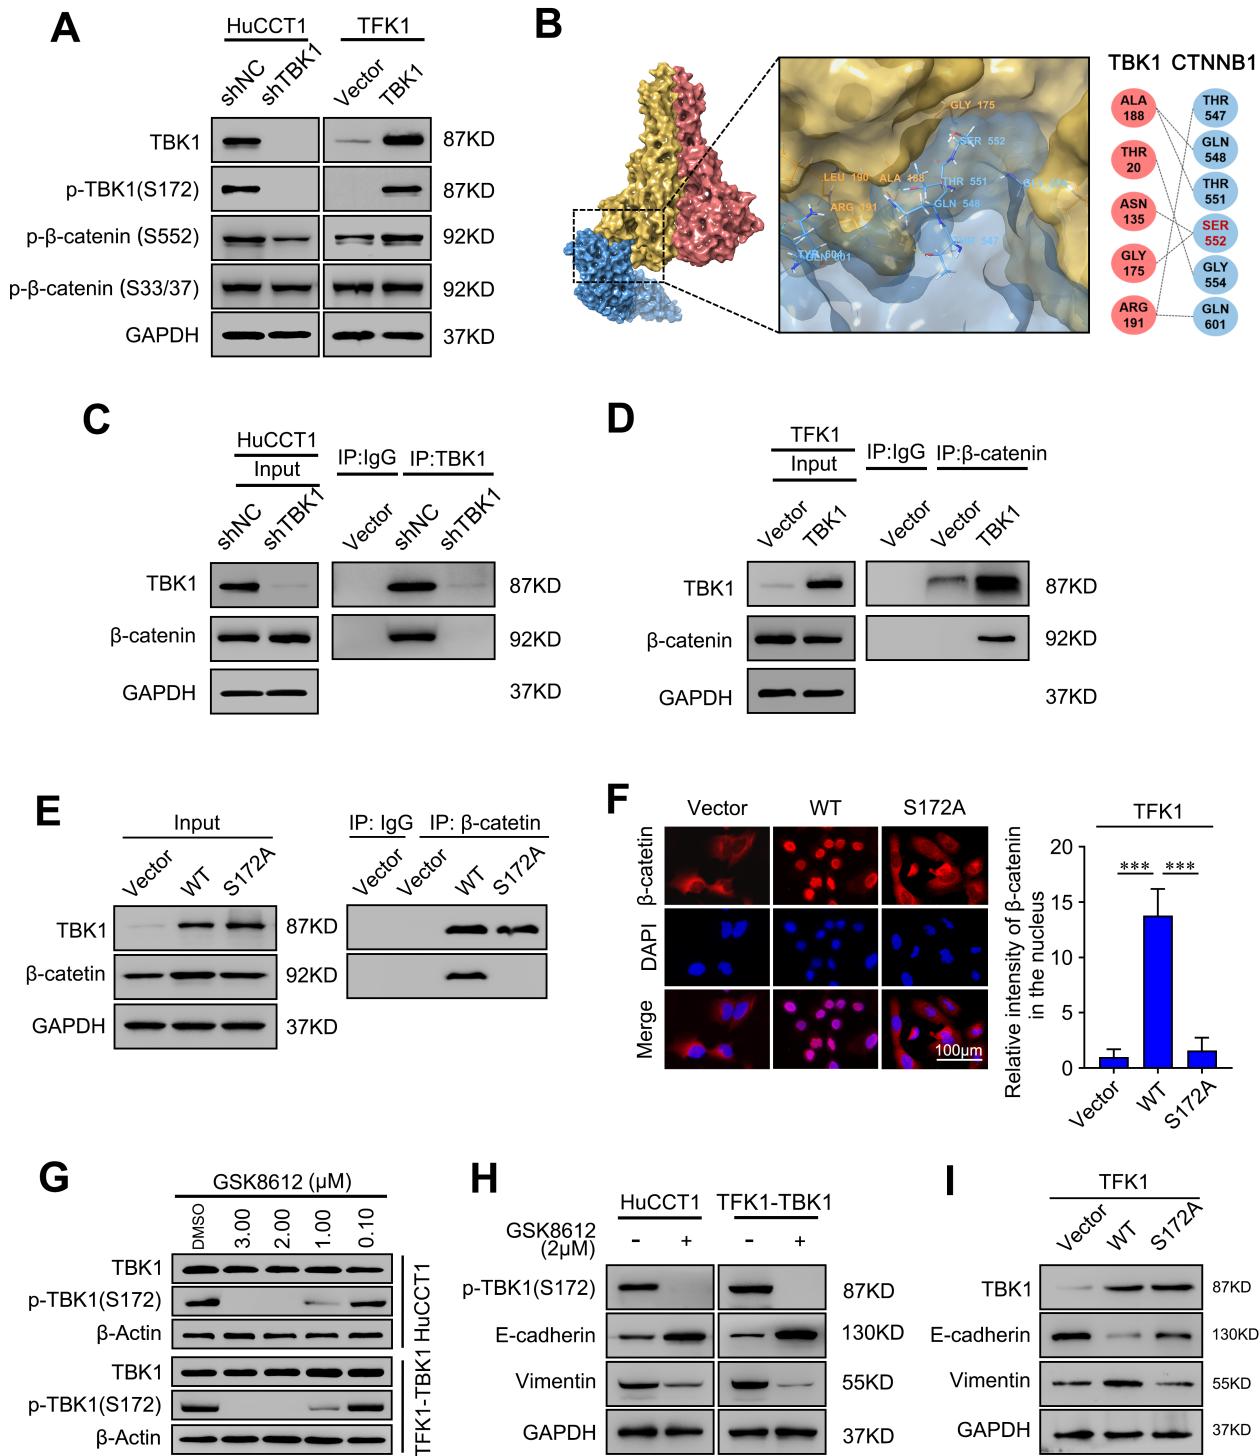 A
HuCCT1 TFK1
shNC shTBK1 Vector TBK1
TBK1 87KD
p-TBK1(S172) 87KD
p-β-catenin (S552) 92KD
p-β-catenin (S33/37) 92KD
GAPDH 37KD
B
GLY 175
SER 552
LEU 190 ALA 188 THR 551
ARG 191 GLN 548
TBK1 CTNNB1
ALA 188 THR 547
THR 20 GLN 548
ASN 135 THR 551
GLY 175 SER 552
ARG 191 GLY 554
GLN 601
C
HuCCT1
Input IP:IgG IP:TBK1
shNC shTBK1 Vector shNC shTBK1
TBK1 87KD
β-catenin 92KD
GAPDH 37KD
D
TFK1
Input IP:IgG IP:β-catenin
Vector TBK1 Vector Vector TBK1
TBK1 87KD
β-catenin 92KD
GAPDH 37KD
E
Input IP: IgG IP: β-catetin
Vector WT S172A Vector Vector WT S172A
TBK1 87KD
β-catetin 92KD
GAPDH 37KD
F
Vector WT S172A
β-catetin
DAPI
Merge
100μm
TFK1
Relative intensity of β-catenin
in the nucleus
20
15
10
5
0
*** ***
Vector WT S172A
G
GSK8612 (μM)
DMSO 3.00 2.00 1.00 0.10
TBK1
p-TBK1(S172)
β-Actin
HuCCT1
TBK1
p-TBK1(S172)
β-Actin
TFK1-TBK1
H
HuCCT1 TFK1-TBK1
GSK8612
(2μM) - + - +
p-TBK1(S172) 87KD
E-cadherin 130KD
Vimentin 55KD
GAPDH 37KD
I
TFK1
Vector WT S172A
TBK1 87KD
E-cadherin 130KD
Vimentin 55KD
GAPDH 37KD